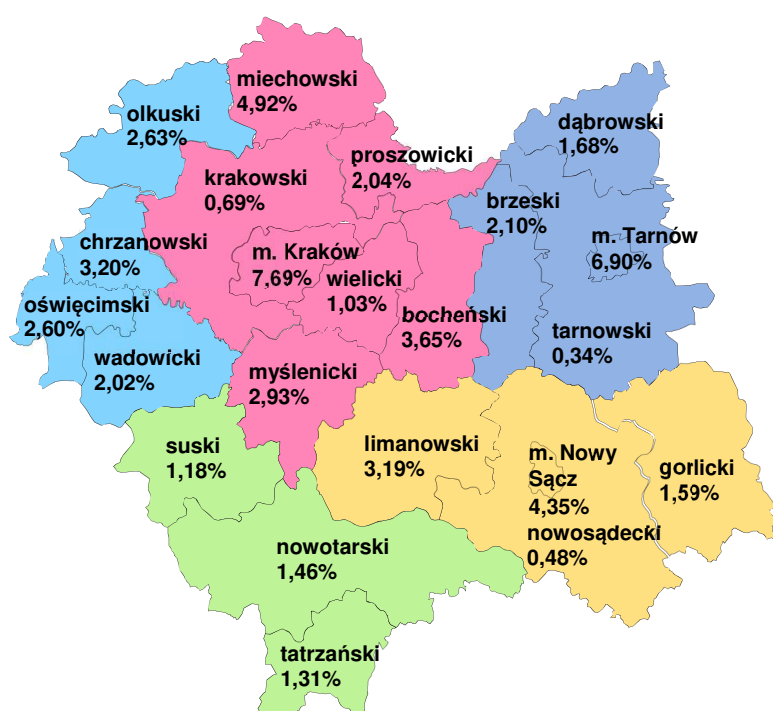 miechowski
4,92%
olkuski
2,63%
dąbrowski
1,68%
proszowicki
2,04%
krakowski
0,69%
brzeski
2,10%
m. Tarnów
6,90%
chrzanowski
3,20%
m. Kraków
7,69%
wielicki
1,03%
bocheński
3,65%
oświęcimski
2,60%
tarnowski
0,34%
wadowicki
2,02%
myślenicki
2,93%
suski
1,18%
limanowski
3,19%
m. Nowy
Sącz
4,35%
gorlicki
1,59%
nowosądecki
0,48%
nowotarski
1,46%
tatrzański
1,31%